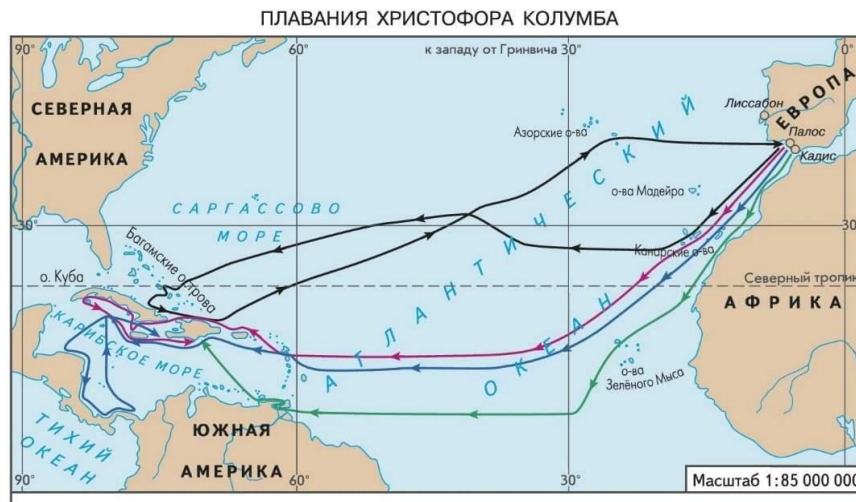 ПЛАВАНИЯ ХРИСТОФОРА КОЛУМБА
90°
60°
к западу от Гринвича 30°
0°
СЕВЕРНАЯ
АМЕРИКА
ЕВРОПА
Лиссабон
Палос
Кадис
Азорские о-ва
о-ва Мадейра
САРГАССОВО
МОРЕ
30°
30°
Канарские о-ва
Багамские острова
о. Куба
Северный тропик
АФРИКА
АТЛАНТИЧЕСКИЙ
ОКЕАН
КАРИБСКОЕ МОРЕ
о-ва
Зелёного Мыса
ТИХИЙ
ОКЕАН
ЮЖНАЯ
АМЕРИКА
90°
60°
30°
Масштаб 1:85 000 000